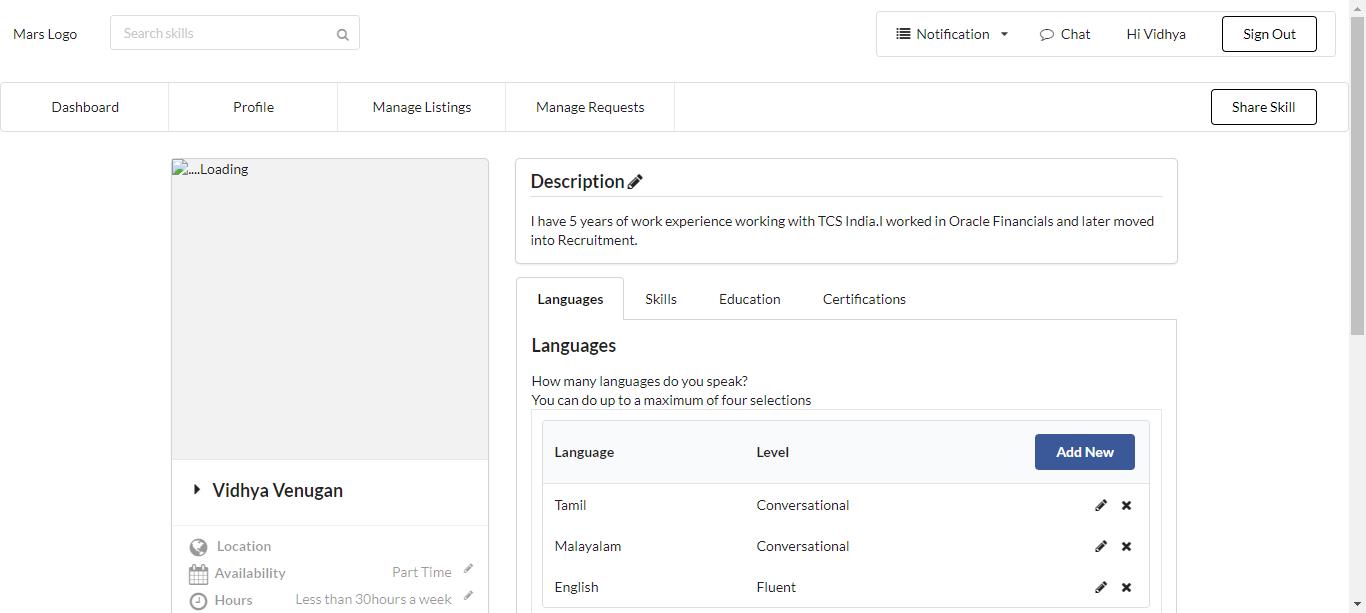 Mars Logo
Search skills
Notification
Chat
Hi Vidhya
Sign Out
Dashboard
Profile
Manage Listings
Manage Requests
Share Skill
....Loading
Vidhya Venugan
Location
Availability
Part Time
Hours
Less than 30hours a week
Description
I have 5 years of work experience working with TCS India.I worked in Oracle Financials and later moved
into Recruitment.
Languages
Skills
Education
Certifications
Languages
How many languages do you speak?
You can do up to a maximum of four selections
Language
Level
Add New
Tamil
Conversational
Malayalam
Conversational
English
Fluent